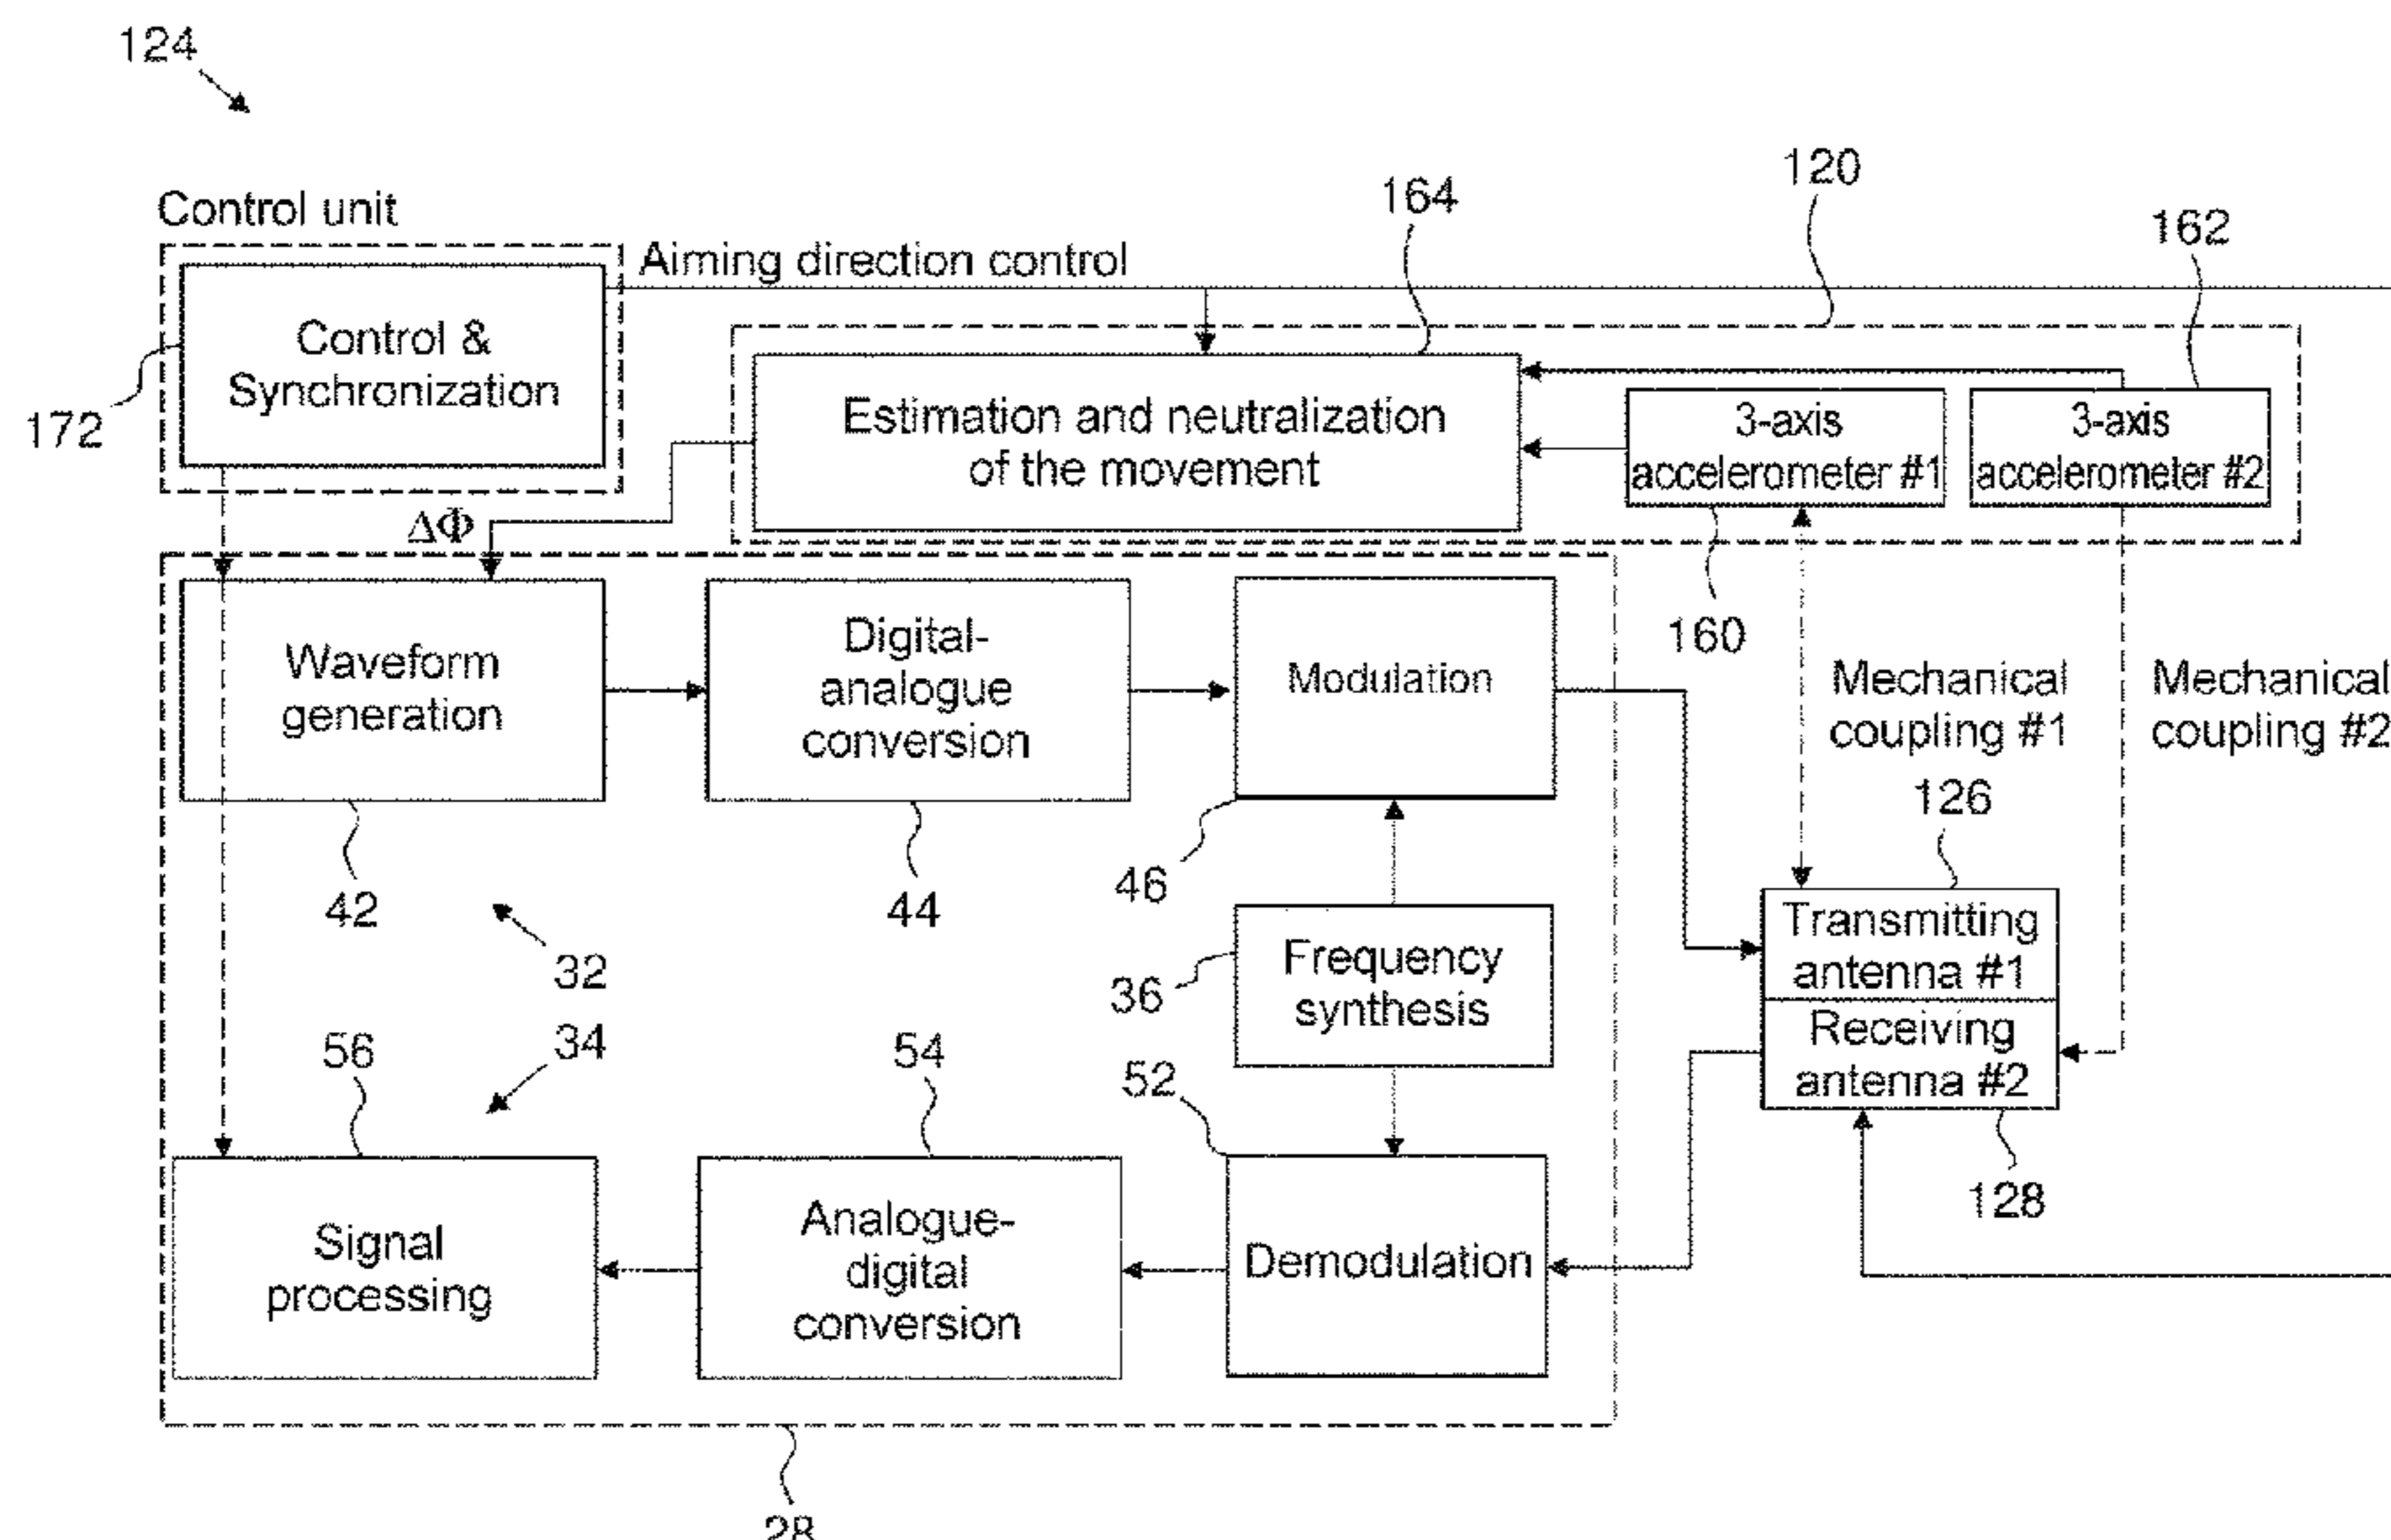 124
120
164
162
Control unit
Aiming direction control
Control &
Synchronization
172
Estimation and neutralization
of the movement
3-axis
accelerometer #1
3-axis
accelerometer #2
ΔΦ
160
Waveform
generation
Digital-
analogue
conversion
Modulation
Mechanical
coupling #1
Mechanical
coupling #2
126
42
44
46
32
Frequency
synthesis
36
Transmitting
antenna #1
Receiving
antenna #2
34
56
54
52
128
Signal
processing
Analogue-
digital
conversion
Demodulation
28